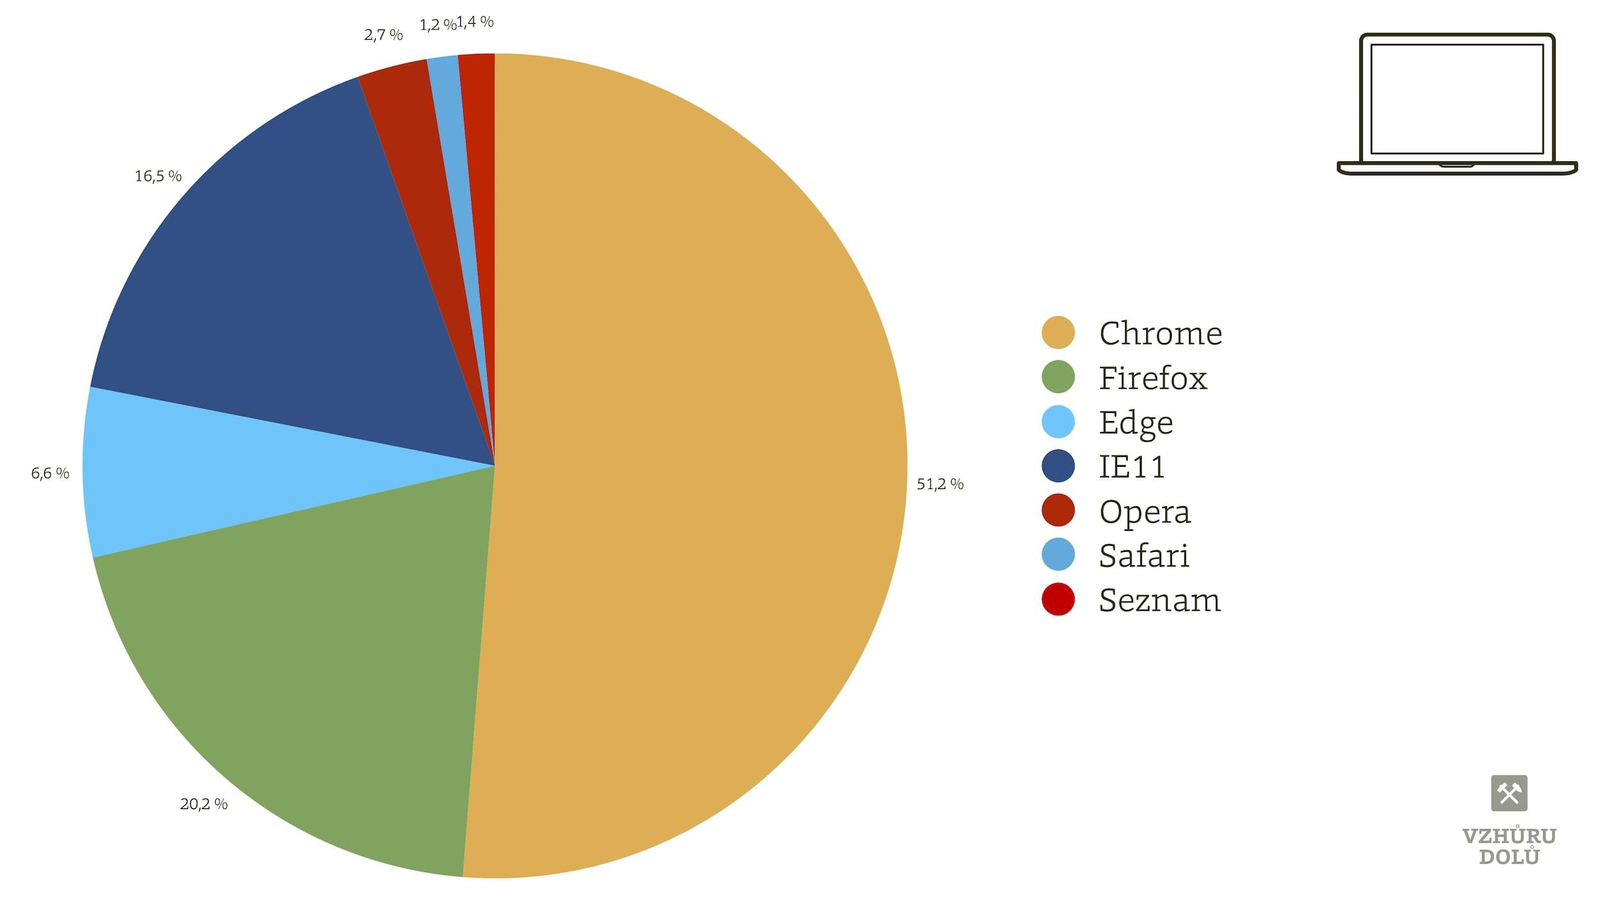 2,7 %
1,2 %
1,4 %
16,5 %
6,6 %
51,2 %
20,2 %
Chrome
Firefox
Edge
IE11
Opera
Safari
Seznam
VZHŮRU
DOLŮ